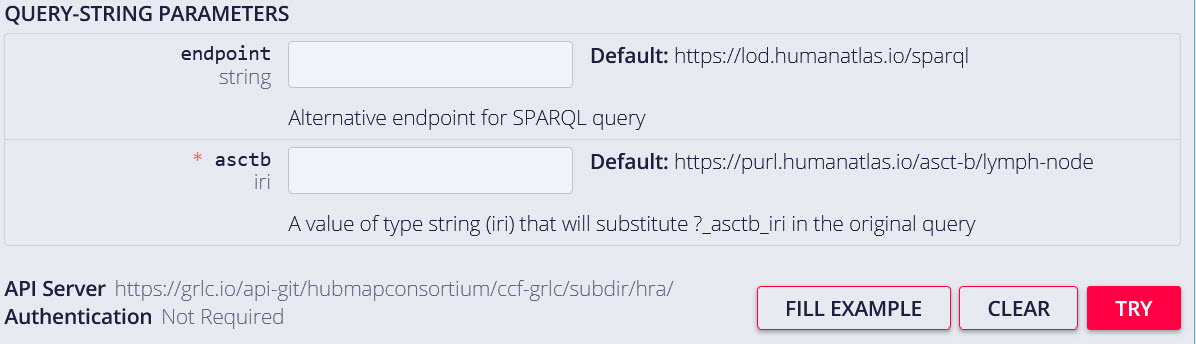 QUERY-STRING PARAMETERS
endpoint Default: https://lod.humanatlas.io/sparql
string
Alternative endpoint for SPARQL query
* asctb Default: https://purl.humanatlas.io/asct-b/lymph-node
iri
A value of type string (iri) that will substitute ?_asctb_iri in the original query
API Server https://grlc.io/api-git/hubmapconsortium/ccf-grlc/subdir/hra/
Authentication Not Required
FILL EXAMPLE CLEAR TRY